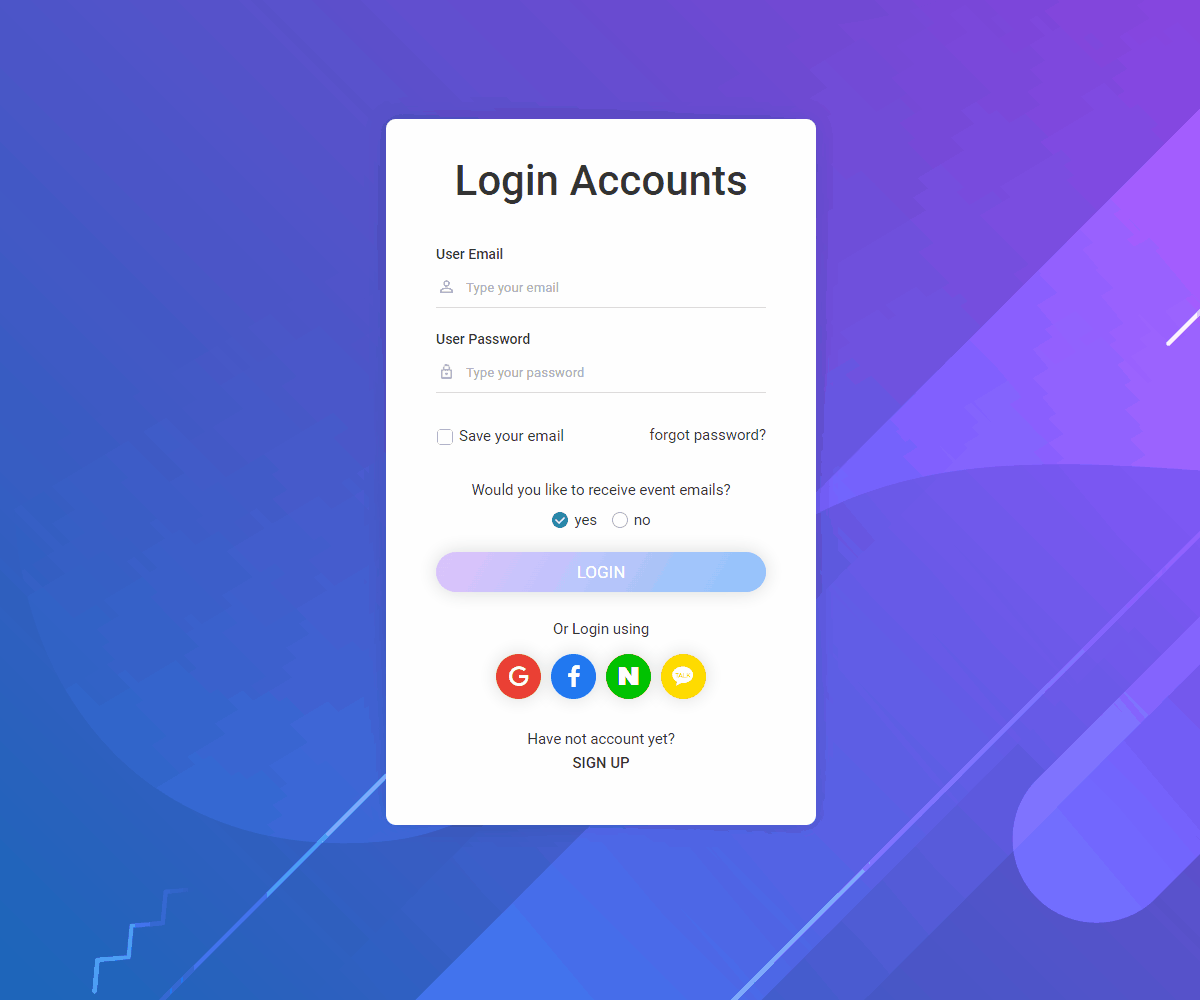 Login Accounts
User Email
Type your email
User Password
Type your password
Save your email
forgot password?
Would you like to receive event emails?
yes no
LOGIN
Or Login using
G f N TALK
Have not account yet?
SIGN UP